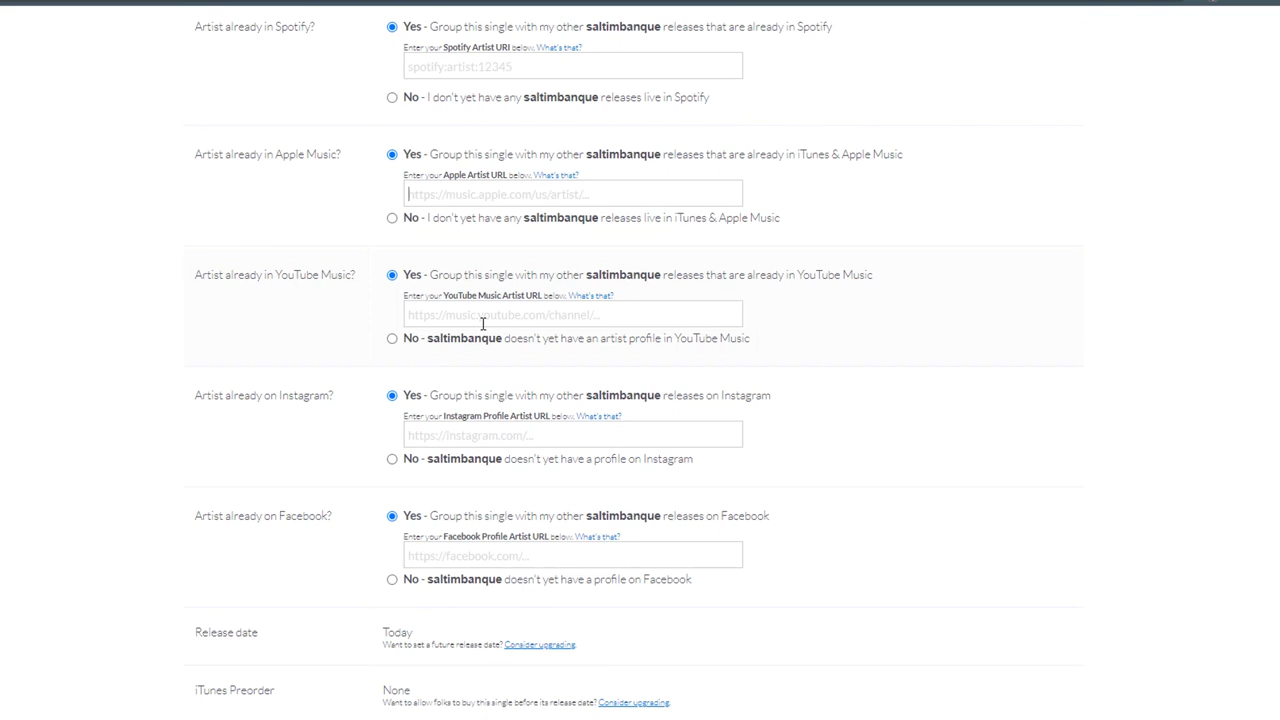 Artist already in Spotify?
Yes - Group this single with my other saltimbanque releases that are already in Spotify
Enter your Spotify Artist URI below. What's that?
spotify:artist:12345
No - I don't yet have any saltimbanque releases live in Spotify
Artist already in Apple Music?
Yes - Group this single with my other saltimbanque releases that are already in iTunes & Apple Music
Enter your Apple Artist URL below. What's that?
https://music.apple.com/us/artist/...
No - I don't yet have any saltimbanque releases live in iTunes & Apple Music
Artist already in YouTube Music?
Yes - Group this single with my other saltimbanque releases that are already in YouTube Music
Enter your YouTube Music Artist URL below. What's that?
https://music.youtube.com/channel/...
No - saltimbanque doesn't yet have an artist profile in YouTube Music
Artist already on Instagram?
Yes - Group this single with my other saltimbanque releases on Instagram
Enter your Instagram Profile Artist URL below. What's that?
https://instagram.com/...
No - saltimbanque doesn't yet have a profile on Instagram
Artist already on Facebook?
Yes - Group this single with my other saltimbanque releases on Facebook
Enter your Facebook Profile Artist URL below. What's that?
https://facebook.com/...
No - saltimbanque doesn't yet have a profile on Facebook
Release date
Today
Want to set a future release date? Consider upgrading.
iTunes Preorder
None
Want to allow folks to buy this single before its release date? Consider upgrading.